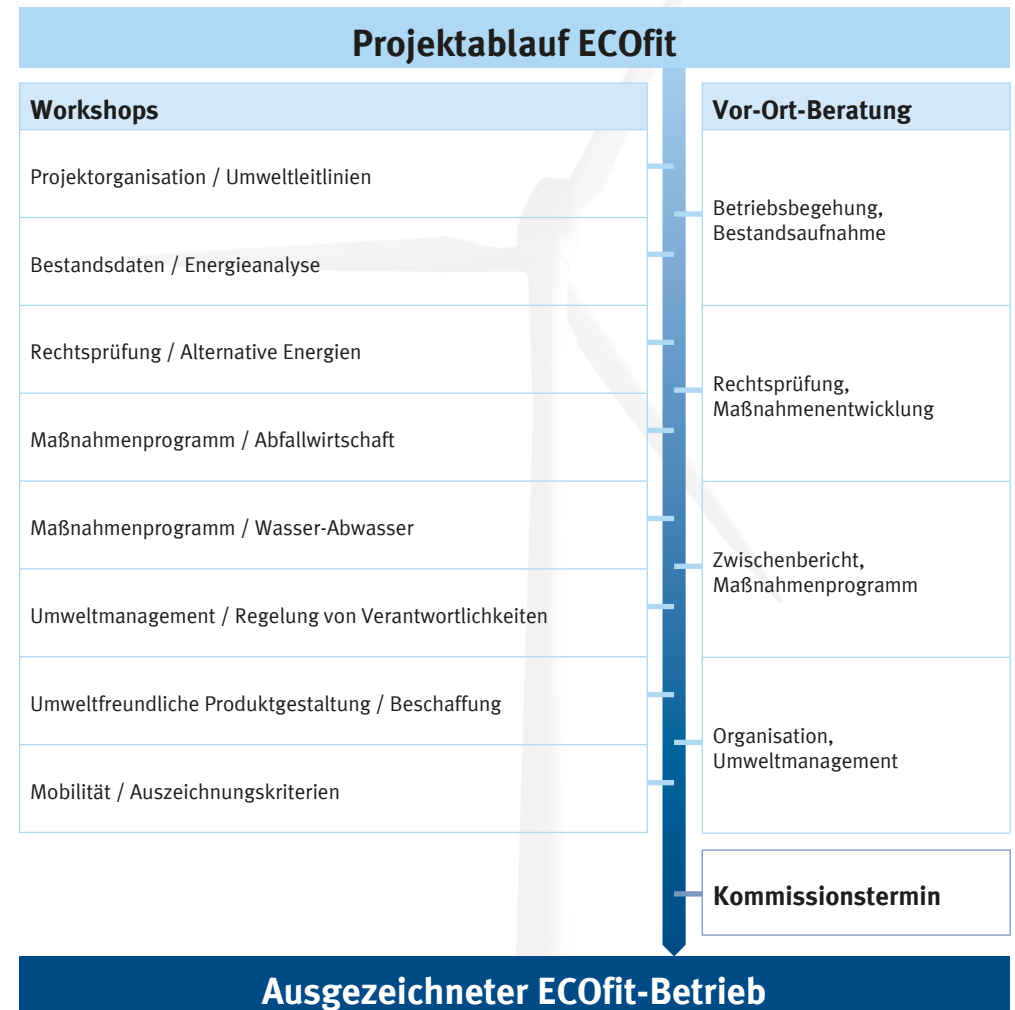 Projektablauf ECOfit
Workshops
Projektorganisation / Umweltleitlinien
Bestandsdaten / Energieanalyse
Rechtsprüfung / Alternative Energien
Maßnahmenprogramm / Abfallwirtschaft
Maßnahmenprogramm / Wasser-Abwasser
Umweltmanagement / Regelung von Verantwortlichkeiten
Umweltfreundliche Produktgestaltung / Beschaffung
Mobilität / Auszeichnungskriterien
Vor-Ort-Beratung
Betriebsbegehung,
Bestandsaufnahme
Rechtsprüfung,
Maßnahmenentwicklung
Zwischenbericht,
Maßnahmenprogramm
Organisation,
Umweltmanagement
Kommissionstermin
Ausgezeichneter ECOfit-Betrieb